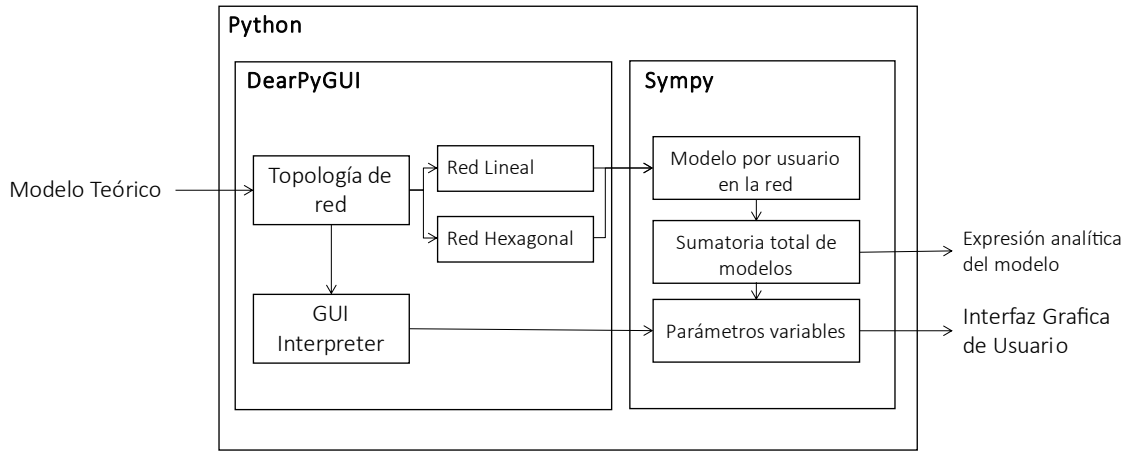 Python
DearPyGUI
Sympy
Modelo Teórico
Topología de
red
Red Lineal
Red Hexagonal
GUI
Interpreter
Modelo por usuario
en la red
Sumatoria total de
modelos
Parámetros variables
Expresión analítica
del modelo
Interfaz Grafica
de Usuario